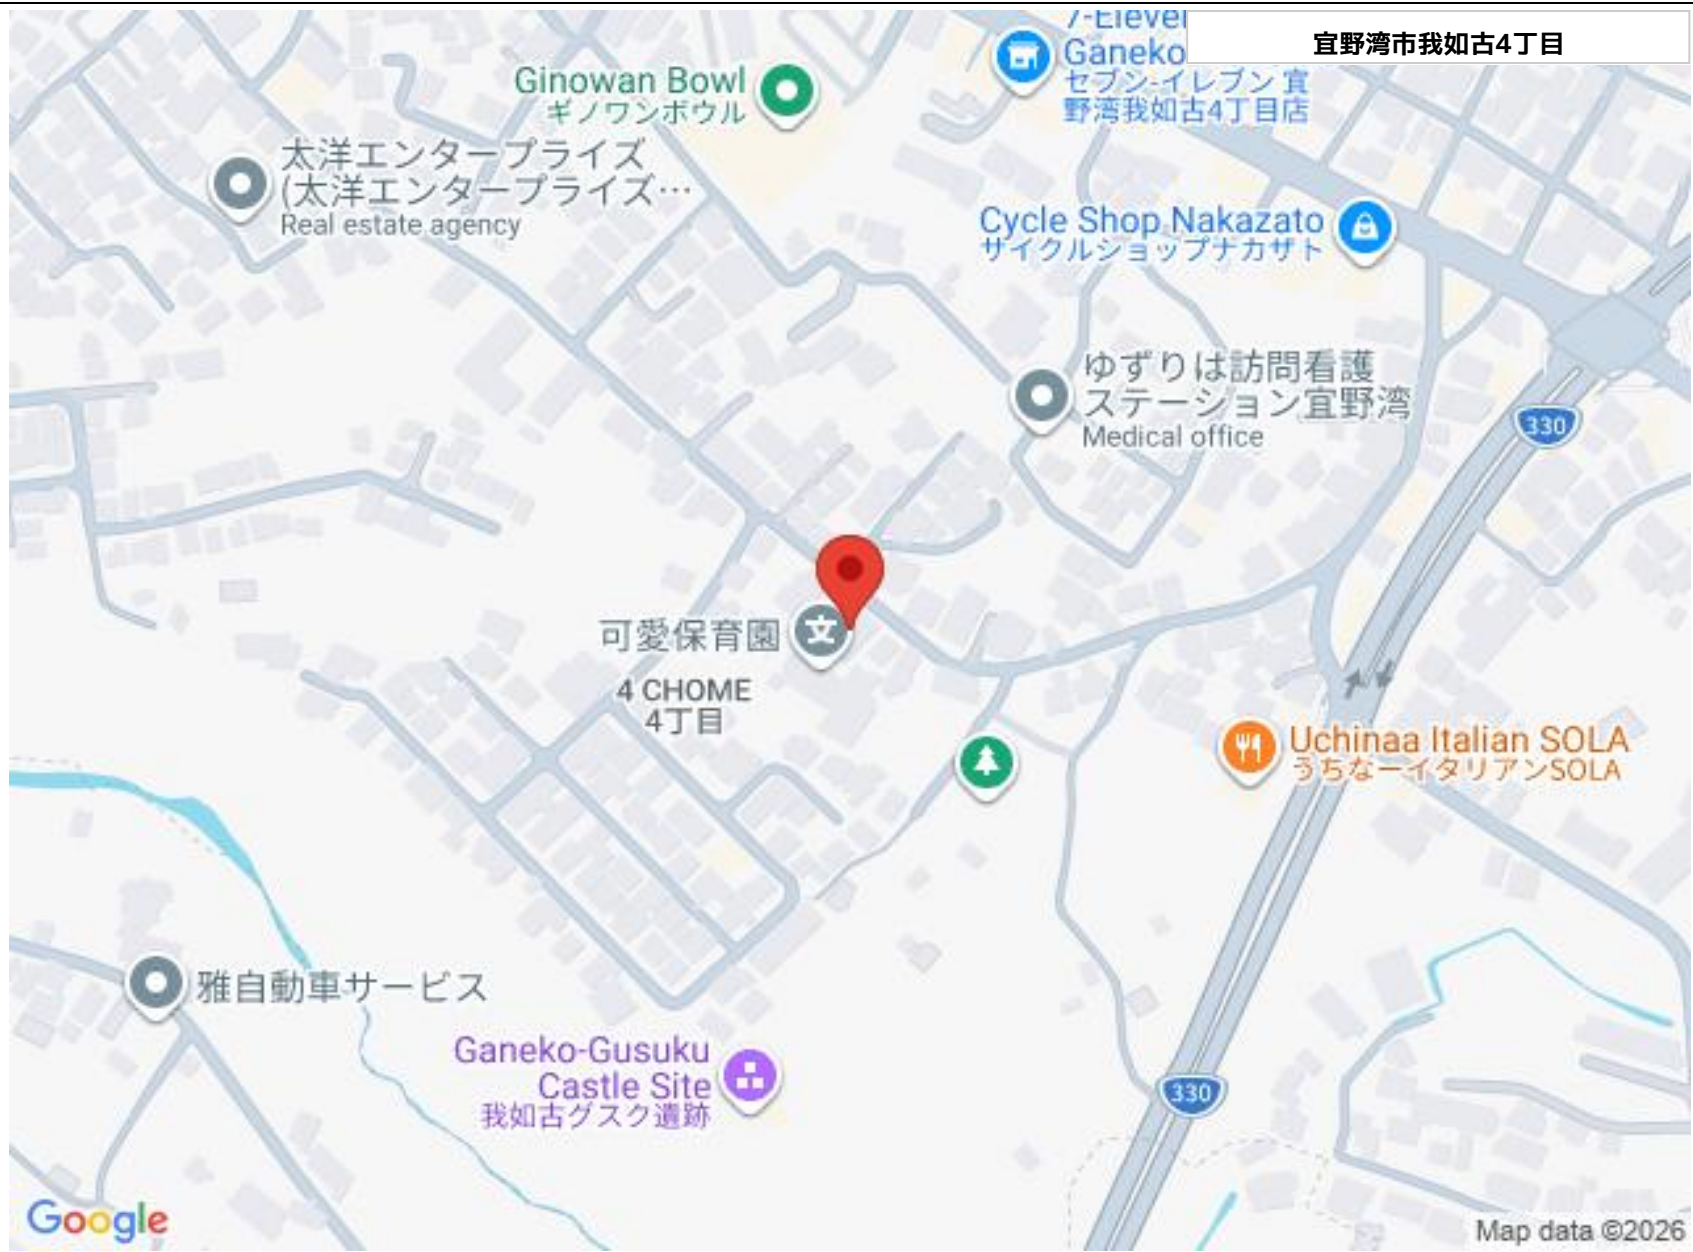 7-Eleven
宜野湾市我如古4丁目
Ganeko
セブン-イレブン 宜
野湾我如古4丁目店
Ginowan Bowl
ギノワンボウル
太洋エンタープライズ
(太洋エンタープライズ…
Real estate agency
Cycle Shop Nakazato
サイクルショップナカザト
ゆずりは訪問看護
ステーション宜野湾
Medical office
330
可愛保育園
文
4 CHOME
4丁目
Uchinaa Italian SOLA
うちなーイタリアンSOLA
雅自動車サービス
Ganeko-Gusuku
Castle Site
我如古グスク遺跡
330
Google
Map data ©2026